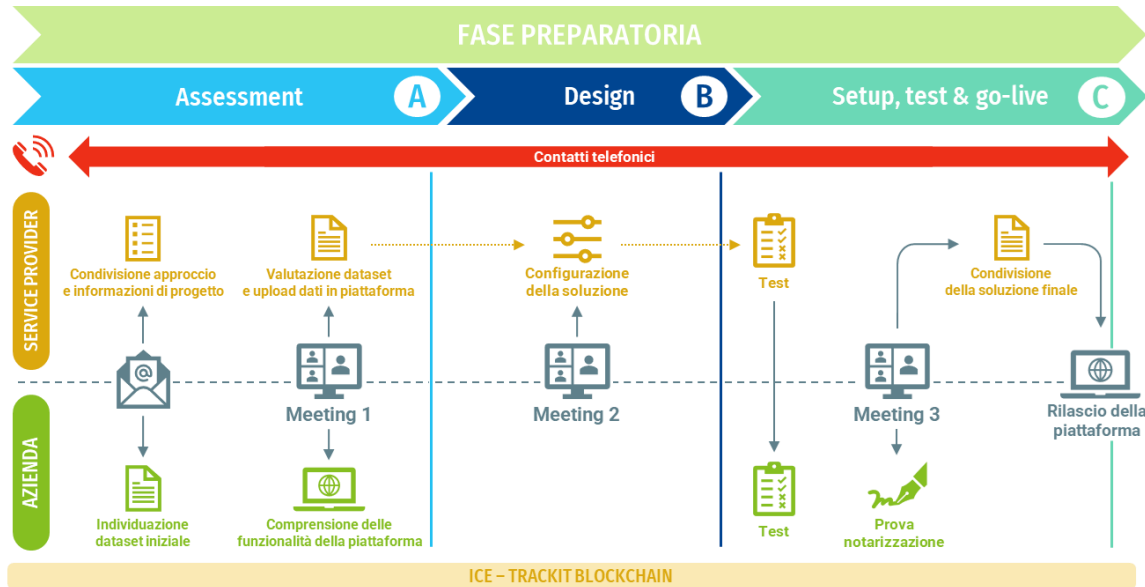 FASE PREPARATORIA
Assessment
A
Design
B
Setup, test & go-live
C
Contatti telefonici
SERVICE PROVIDER
Condivisione approccio
e informazioni di progetto
Valutazione dataset
e upload dati in piattaforma
Configurazione
della soluzione
Test
Condivisione
della soluzione finale
@
Meeting 1
Meeting 2
Meeting 3
Rilascio della
piattaforma
AZIENDA
Individuazione
dataset iniziale
Comprensione delle
funzionalità della piattaforma
Test
Prova
notarizzazione
ICE – TRACKIT BLOCKCHAIN